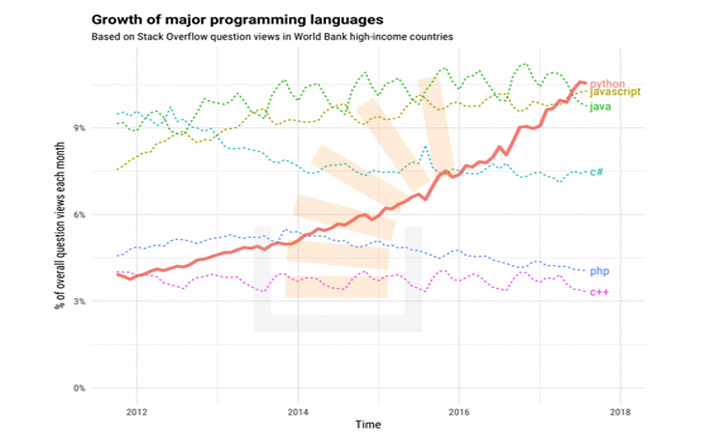 Growth of major programming languages
Based on Stack Overflow question views in World Bank high-income countries
% of overall question views each month
9%
6%
3%
0%
python
javascript
java
c#
php
c++
2012
2014
2016
2018
Time